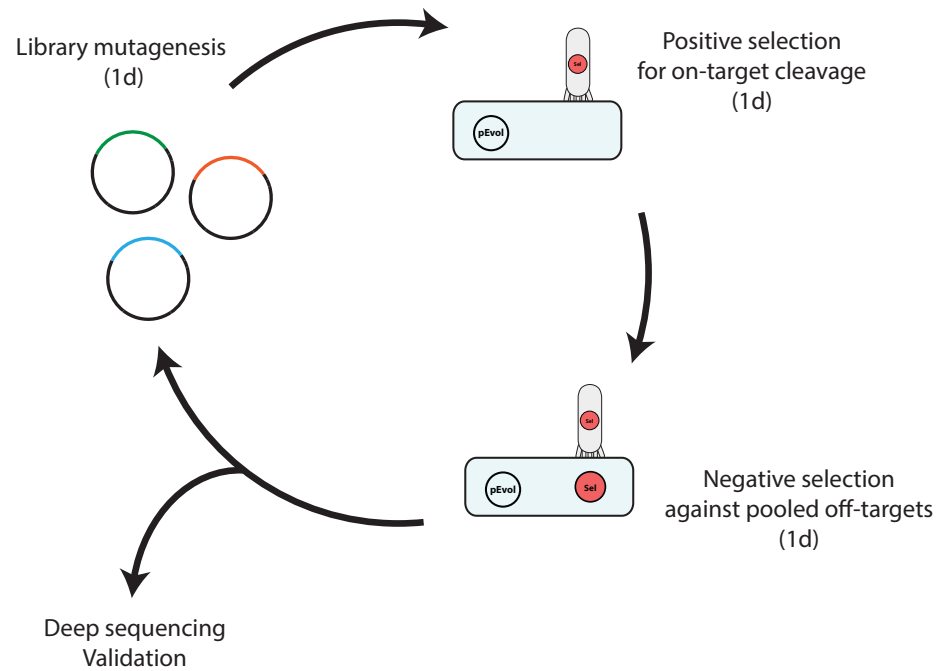 Library mutagenesis
(1d)
Sel
Positive selection
for on-target cleavage
(1d)
pEvol
Sel
pEvol
Sel
Negative selection
against pooled off-targets
(1d)
Deep sequencing
Validation